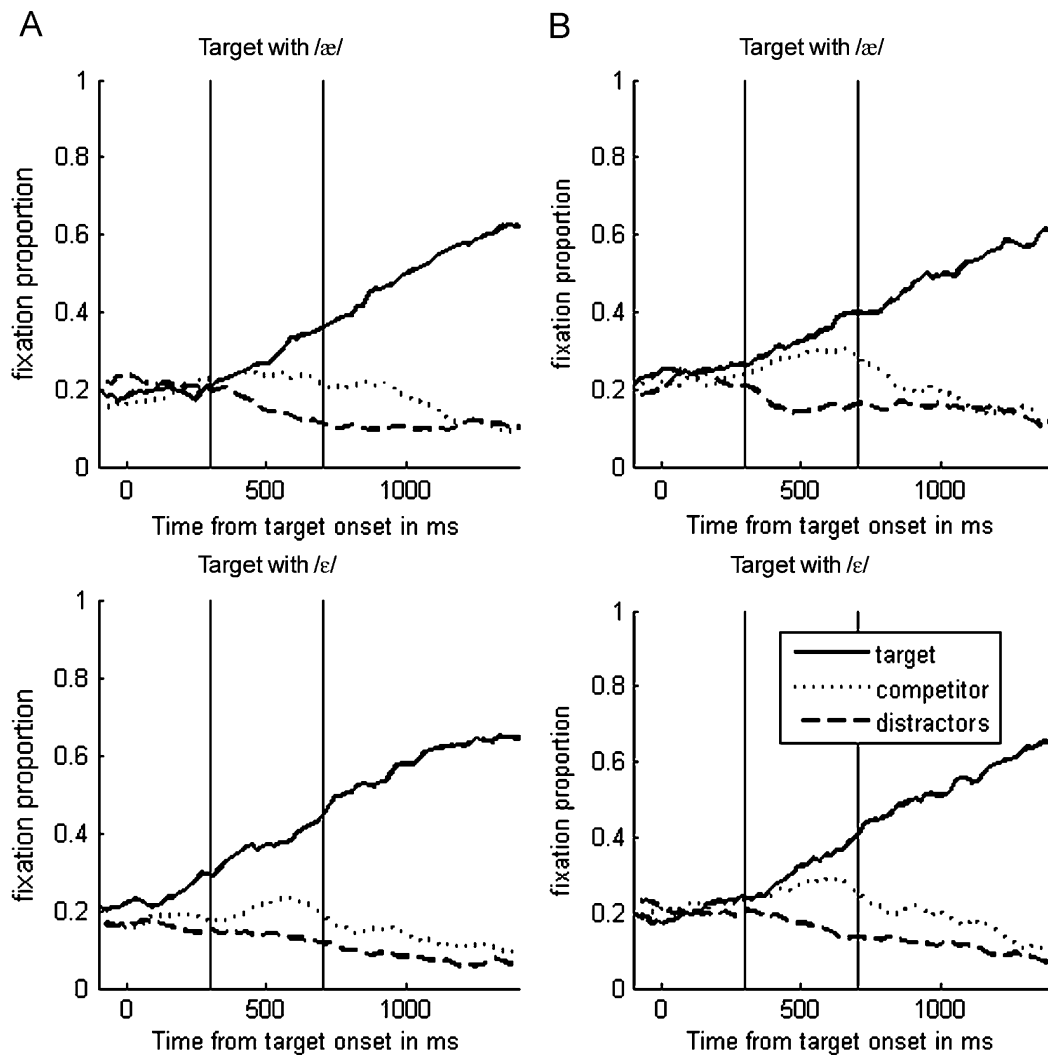 A
Target with /æ/
1
0.8
0.6
0.4
0.2
0
fixation proportion
0 500 1000
Time from target onset in ms
B
Target with /æ/
1
0.8
0.6
0.4
0.2
0
fixation proportion
0 500 1000
Time from target onset in ms
Target with /ε/
1
0.8
0.6
0.4
0.2
0
fixation proportion
0 500 1000
Time from target onset in ms
Target with /ε/
1
0.8
0.6
0.4
0.2
0
fixation proportion
target
competitor
distractors
0 500 1000
Time from target onset in ms